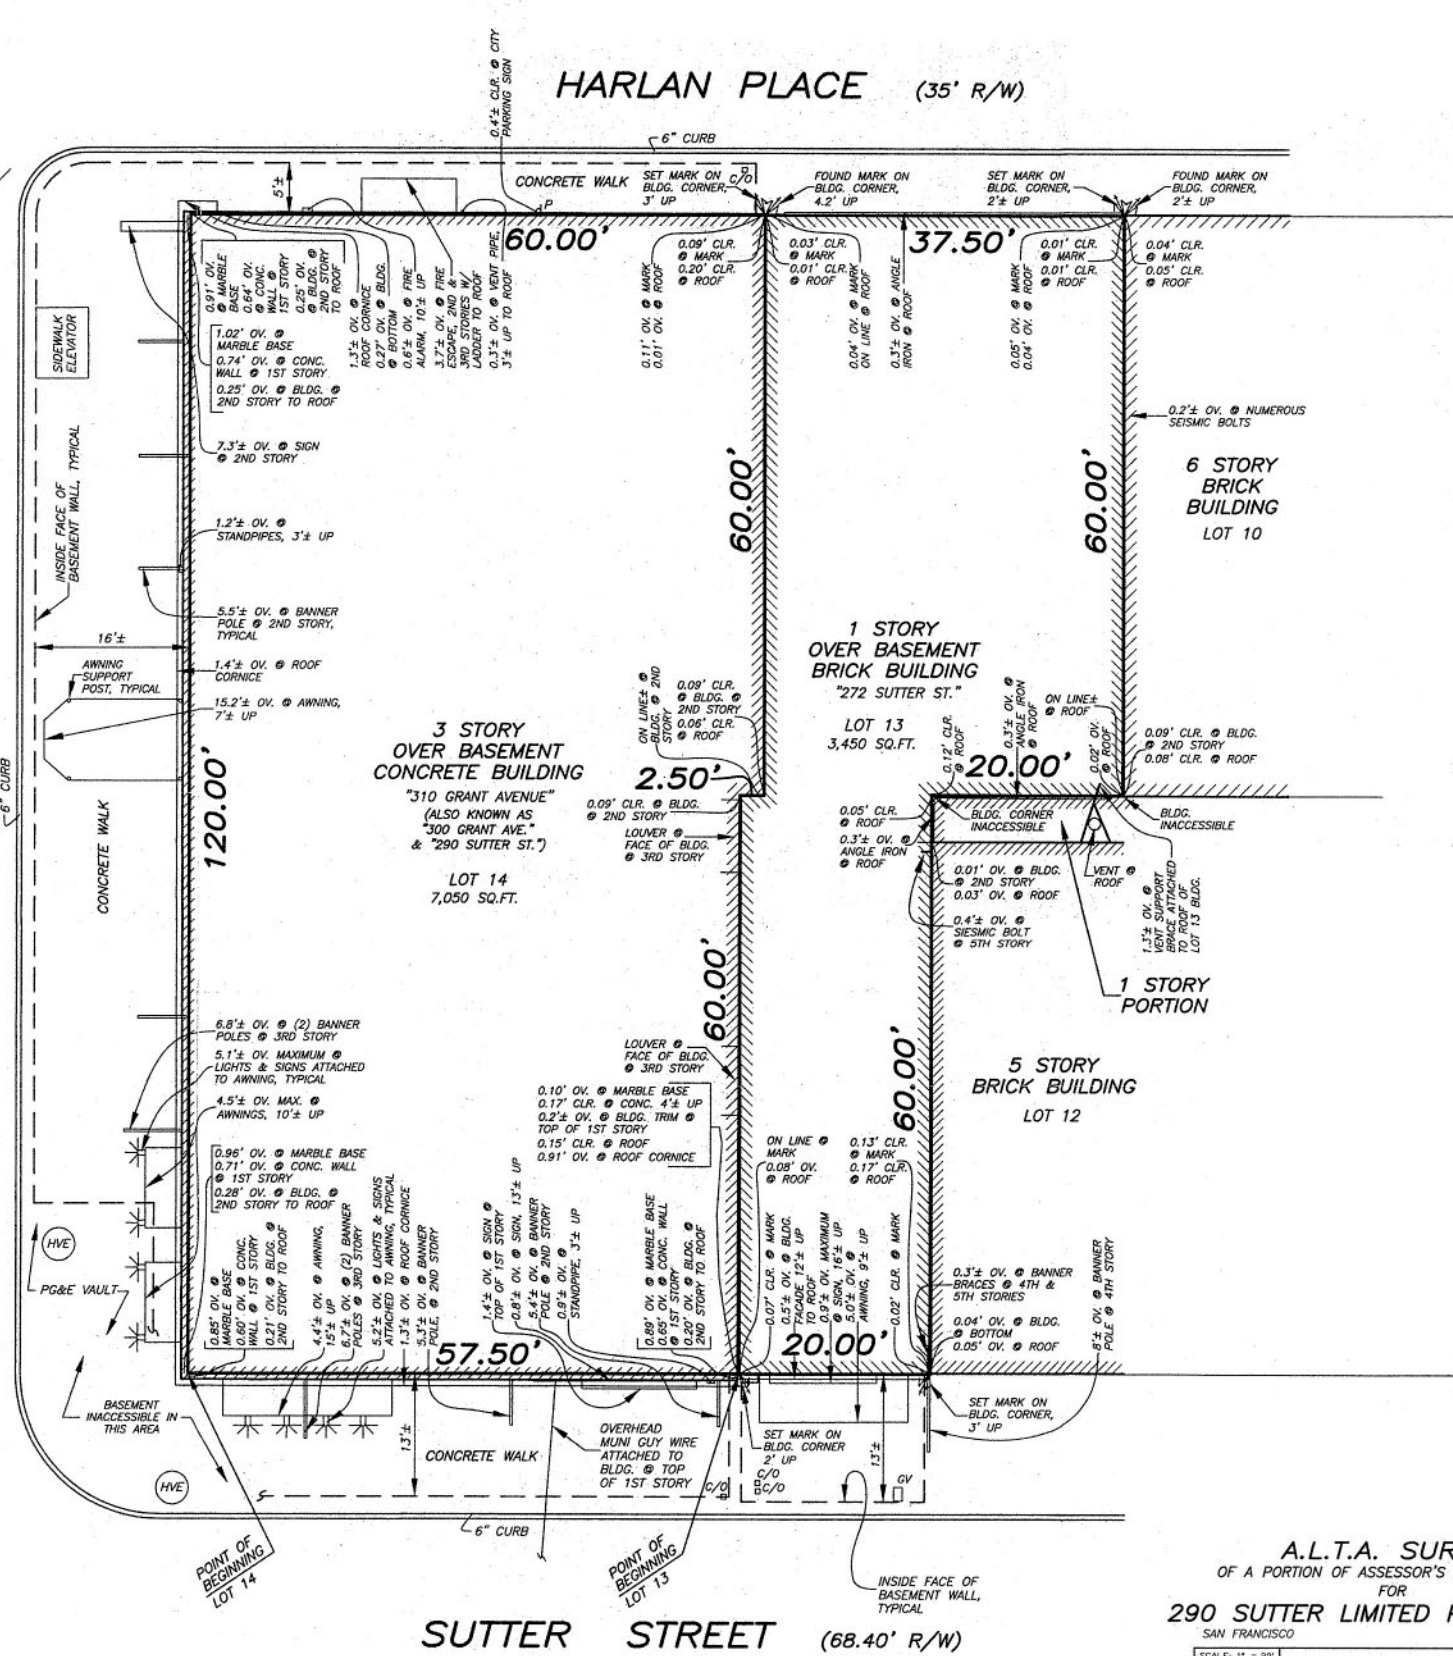 HARLAN PLACE (35' R/W)
0.4'± CLR. @ CITY
PARKING SIGN
6" CURB
5'±
CONCRETE WALK
P
SET MARK ON
BLDG. CORNER,
3' UP
C/O
FOUND MARK ON
BLDG. CORNER,
4.2' UP
SET MARK ON
BLDG. CORNER,
2'± UP
FOUND MARK ON
BLDG. CORNER,
2'± UP
60.00'
37.50'
0.91' OV.
@ MARBLE
BASE
0.64' OV.
@ CONC.
WALL @
1ST STORY
0.25' OV.
@ BLDG. @
2ND STORY
TO ROOF
1.3'± OV. @
ROOF CORNICE
0.27' OV. @ BLDG.
@ BOTTOM
0.6'± OV. @ FIRE
ALARM, 10'± UP
3.7'± OV. @ FIRE
ESCAPE, 2ND &
3RD STORIES W/
LADDER TO ROOF
0.3'± OV. @ VENT PIPE,
3'± UP TO ROOF
0.11' OV. @ MARK
0.01' OV. @ ROOF
0.09' CLR.
@ MARK
0.20' CLR.
@ ROOF
0.03' CLR.
@ MARK
0.01' CLR.
@ ROOF
0.04' OV. @ MARK
ON LINE @ ROOF
0.3'± OV. @ ANGLE
IRON @ ROOF
0.05' OV. @ MARK
0.04' OV. @ ROOF
0.01' CLR.
@ MARK
0.01' CLR.
@ ROOF
0.04' CLR.
@ MARK
0.05' CLR.
@ ROOF
SIDEWALK
ELEVATOR
1.02' OV. @
MARBLE BASE
0.74' OV. @ CONC.
WALL @ 1ST STORY
0.25' OV. @ BLDG. @
2ND STORY TO ROOF
7.3'± OV. @ SIGN
@ 2ND STORY
INSIDE FACE OF
BASEMENT WALL, TYPICAL
1.2'± OV. @
STANDPIPES, 3'± UP
5.5'± OV. @ BANNER
POLE @ 2ND STORY,
TYPICAL
16'±
1.4'± OV. @ ROOF
CORNICE
AWNING
SUPPORT
POST, TYPICAL
15.2'± OV. @ AWNING,
7'± UP
6" CURB
CONCRETE WALK
120.00'
60.00'
60.00'
0.2'± OV. @ NUMEROUS
SEISMIC BOLTS
6 STORY
BRICK
BUILDING
LOT 10
3 STORY
OVER BASEMENT
CONCRETE BUILDING
"310 GRANT AVENUE"
(ALSO KNOWN AS
"300 GRANT AVE."
& "290 SUTTER ST.")
LOT 14
7,050 SQ.FT.
1 STORY
OVER BASEMENT
BRICK BUILDING
"272 SUTTER ST."
LOT 13
3,450 SQ.FT.
ON LINE± @
BLDG. @ 2ND
STORY
0.09' CLR.
@ BLDG. @
2ND STORY
0.06' CLR.
@ ROOF
2.50'
0.09' CLR. @ BLDG.
@ 2ND STORY
LOUVER @
FACE OF BLDG.
@ 3RD STORY
0.12' CLR.
@ ROOF
0.3'± OV. @
ANGLE IRON
@ ROOF
ON LINE±
@ ROOF
0.02' OV.
@ ROOF
20.00'
0.09' CLR. @ BLDG.
@ 2ND STORY
0.08' CLR. @ ROOF
0.05' CLR.
@ ROOF
0.3'± OV. @
ANGLE IRON
@ ROOF
BLDG. CORNER
INACCESSIBLE
BLDG.
INACCESSIBLE
0.01' OV. @ BLDG.
@ 2ND STORY
0.03' OV. @ ROOF
VENT @
ROOF
0.4'± OV. @
SIESMIC BOLT
@ 5TH STORY
1.3'± OV. @
VENT SUPPORT
BRACE ATTACHED
TO ROOF OF
LOT 13 BLDG.
1 STORY
PORTION
60.00'
60.00'
5 STORY
BRICK BUILDING
LOT 12
LOUVER @
FACE OF BLDG.
@ 3RD STORY
6.8'± OV. @ (2) BANNER
POLES @ 3RD STORY
5.1'± OV. MAXIMUM @
LIGHTS & SIGNS ATTACHED
TO AWNING, TYPICAL
4.5'± OV. MAX. @
AWNINGS, 10'± UP
0.96' OV. @ MARBLE BASE
0.71' OV. @ CONC. WALL
@ 1ST STORY
0.28' OV. @ BLDG. @
2ND STORY TO ROOF
0.10' OV. @ MARBLE BASE
0.17' CLR. @ CONC. 4'± UP
0.2'± OV. @ BLDG. TRIM @
TOP OF 1ST STORY
0.15' CLR. @ ROOF
0.91' OV. @ ROOF CORNICE
ON LINE @
MARK
0.08' OV.
@ ROOF
0.13' CLR.
@ MARK
0.17' CLR.
@ ROOF
HVE
PG&E VAULT
0.85' OV. @
MARBLE BASE
0.60' OV. @ CONC.
WALL @ 1ST STORY
0.21' OV. @ BLDG. @
2ND STORY TO ROOF
4.4'± OV. @ AWNING,
15'± UP
6.7'± OV. @ (2) BANNER
POLES @ 3RD STORY
5.2'± OV. @ LIGHTS & SIGNS
ATTACHED TO AWNING, TYPICAL
1.3'± OV. @ ROOF CORNICE
5.3'± OV. @ BANNER
POLE, @ 2ND STORY
1.4'± OV. @ SIGN @
TOP OF 1ST STORY
0.8'± OV. @ SIGN, 13'± UP
5.4'± OV. @ BANNER
POLE @ 2ND STORY
0.9'± OV. @
STANDPIPE, 3'± UP
0.89' OV. @ MARBLE BASE
0.65' OV. @ CONC. WALL
@ 1ST STORY
0.20' OV. @ BLDG. @
2ND STORY TO ROOF
0.07' CLR. @ MARK
0.5'± OV. @ BLDG.
FACADE 12'± UP
TO ROOF
0.9'± OV. MAXIMUM
@ SIGN, 16'± UP
5.0'± OV. @
AWNING, 9'± UP
0.02' CLR. @ MARK
0.3'± OV. @ BANNER
BRACES @ 4TH &
5TH STORIES
0.04' OV. @ BLDG.
@ BOTTOM
0.05' OV. @ ROOF
8'± OV. @ BANNER
POLE @ 4TH STORY
57.50'
20.00'
BASEMENT
INACCESSIBLE IN
THIS AREA
HVE
13'±
CONCRETE WALK
OVERHEAD
MUNI GUY WIRE
ATTACHED TO
BLDG. @ TOP
OF 1ST STORY
C/O
SET MARK ON
BLDG. CORNER
2' UP
C/O
C/O
13'±
GV
SET MARK ON
BLDG. CORNER,
3' UP
6" CURB
POINT OF
BEGINNING
LOT 14
POINT OF
BEGINNING
LOT 13
INSIDE FACE OF
BASEMENT WALL,
TYPICAL
SUTTER STREET (68.40' R/W)
A.L.T.A. SUR
OF A PORTION OF ASSESSOR'S
FOR
290 SUTTER LIMITED
SAN FRANCISCO